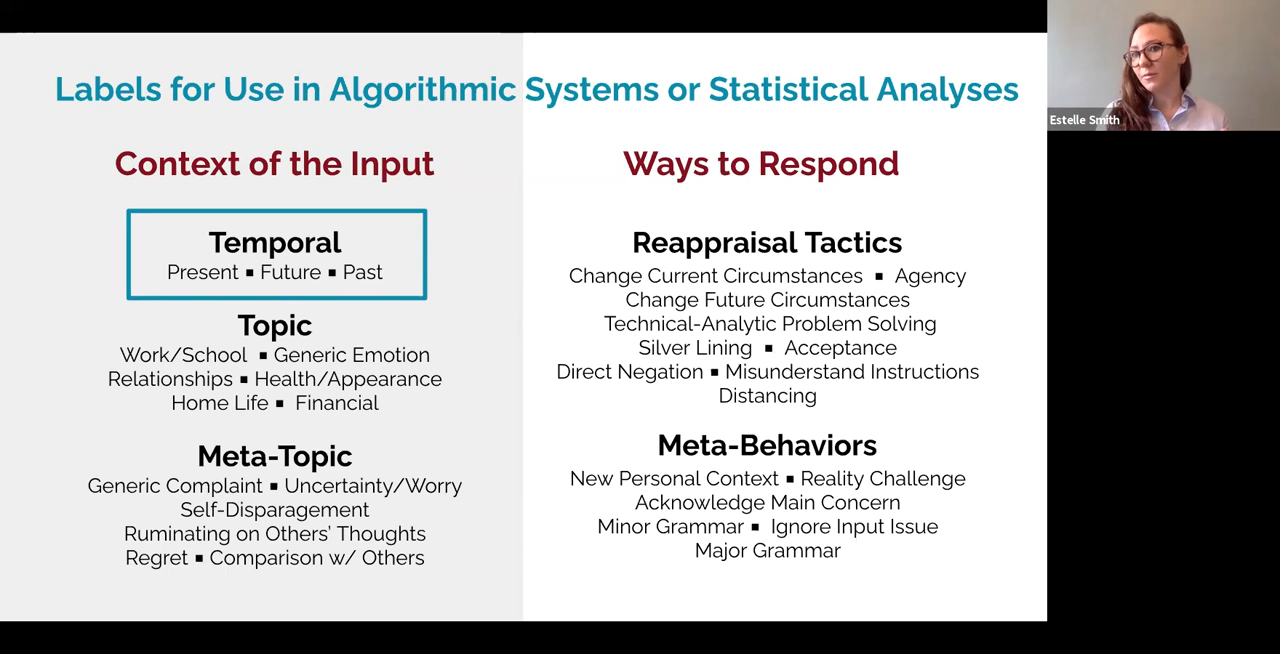 Labels for Use in Algorithmic Systems or Statistical Analyses
Context of the Input
Temporal
Present ▪ Future ▪ Past
Topic
Work/School ▪ Generic Emotion
Relationships ▪ Health/Appearance
Home Life ▪ Financial
Meta-Topic
Generic Complaint ▪ Uncertainty/Worry
Self-Disparagement
Ruminating on Others' Thoughts
Regret ▪ Comparison w/ Others
Ways to Respond
Reappraisal Tactics
Change Current Circumstances ▪ Agency
Change Future Circumstances
Technical-Analytic Problem Solving
Silver Lining ▪ Acceptance
Direct Negation ▪ Misunderstand Instructions
Distancing
Meta-Behaviors
New Personal Context ▪ Reality Challenge
Acknowledge Main Concern
Minor Grammar ▪ Ignore Input Issue
Major Grammar
Estelle Smith